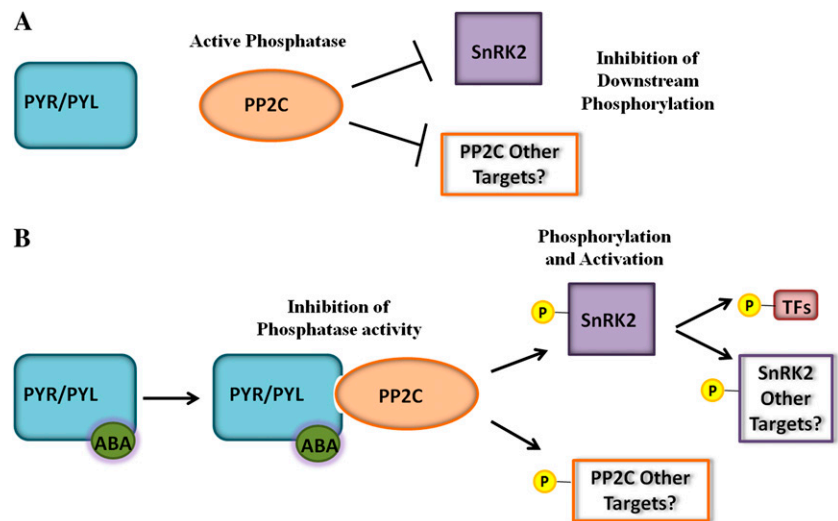 A
Active Phosphatase
PYR/PYL
PP2C
SnRK2
PP2C Other
Targets?
Inhibition of
Downstream
Phosphorylation
B
Phosphorylation
and Activation
Inhibition of
Phosphatase activity
PYR/PYL
ABA
PYR/PYL
ABA
PP2C
P
SnRK2
P
TFs
P
SnRK2
Other
Targets?
P
PP2C Other
Targets?